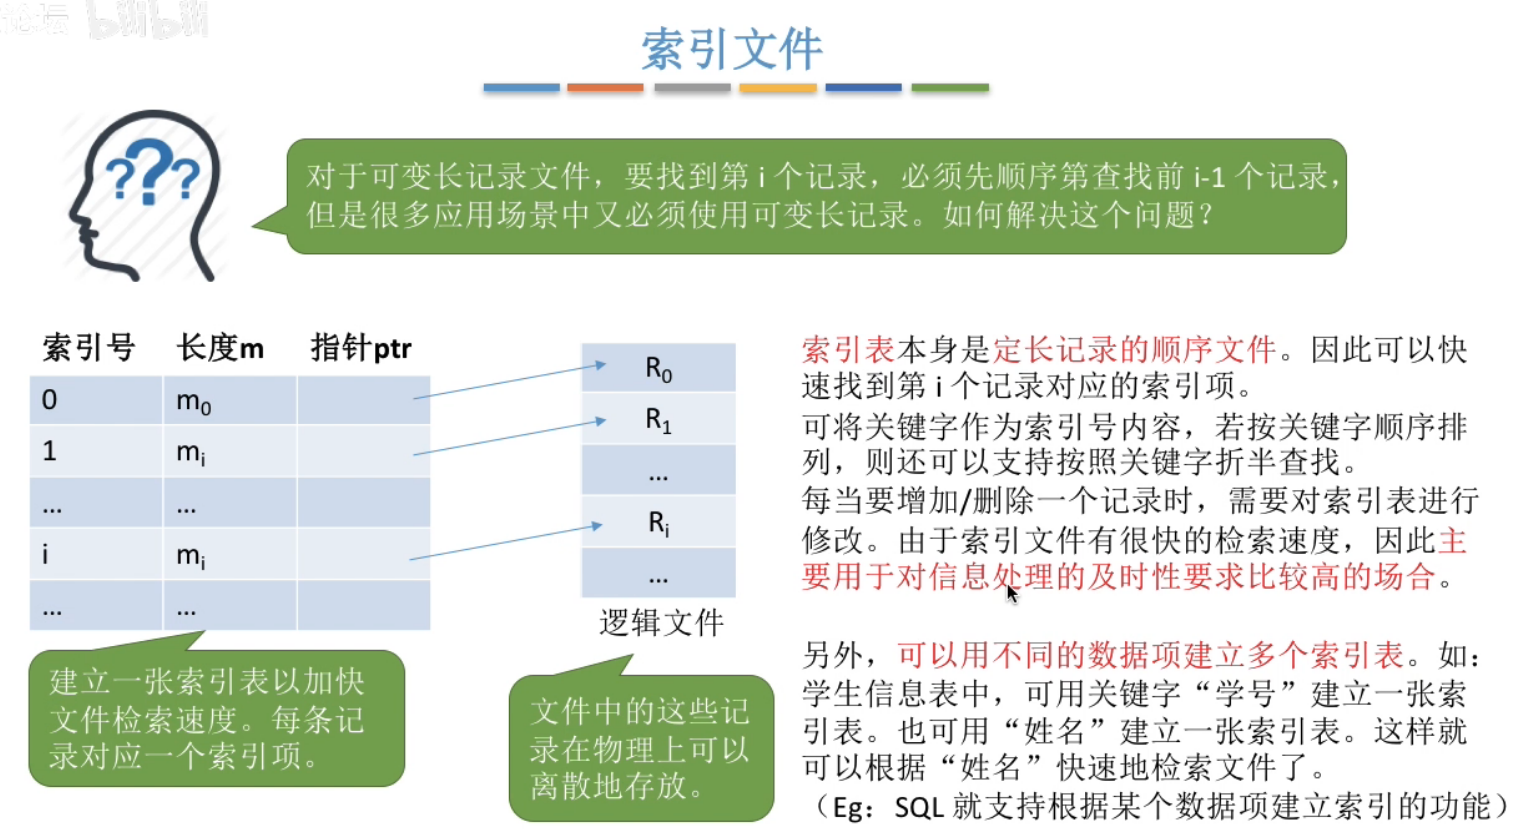 论坛 bilibili
索引文件
???
对于可变长记录文件，要找到第 i 个记录，必须先顺序第查找前 i-1 个记录，
但是很多应用场景中又必须使用可变长记录。如何解决这个问题？
索引号 长度m 指针ptr
0 m₀
1 mᵢ
... ...
i mᵢ
... ...
R₀
R₁
...
Rᵢ
...
逻辑文件
建立一张索引表以加快
文件检索速度。每条记
录对应一个索引项。
文件中的这些记
录在物理上可以
离散地存放。
索引表本身是定长记录的顺序文件。因此可以快
速找到第 i 个记录对应的索引项。
可将关键字作为索引号内容，若按关键字顺序排
列，则还可以支持按照关键字折半查找。
每当要增加/删除一个记录时，需要对索引表进行
修改。由于索引文件有很快的检索速度，因此主
要用于对信息处理的及时性要求比较高的场合。
另外，可以用不同的数据项建立多个索引表。如：
学生信息表中，可用关键字“学号”建立一张索
引表。也可用“姓名”建立一张索引表。这样就
可以根据“姓名”快速地检索文件了。
（Eg：SQL 就支持根据某个数据项建立索引的功能）